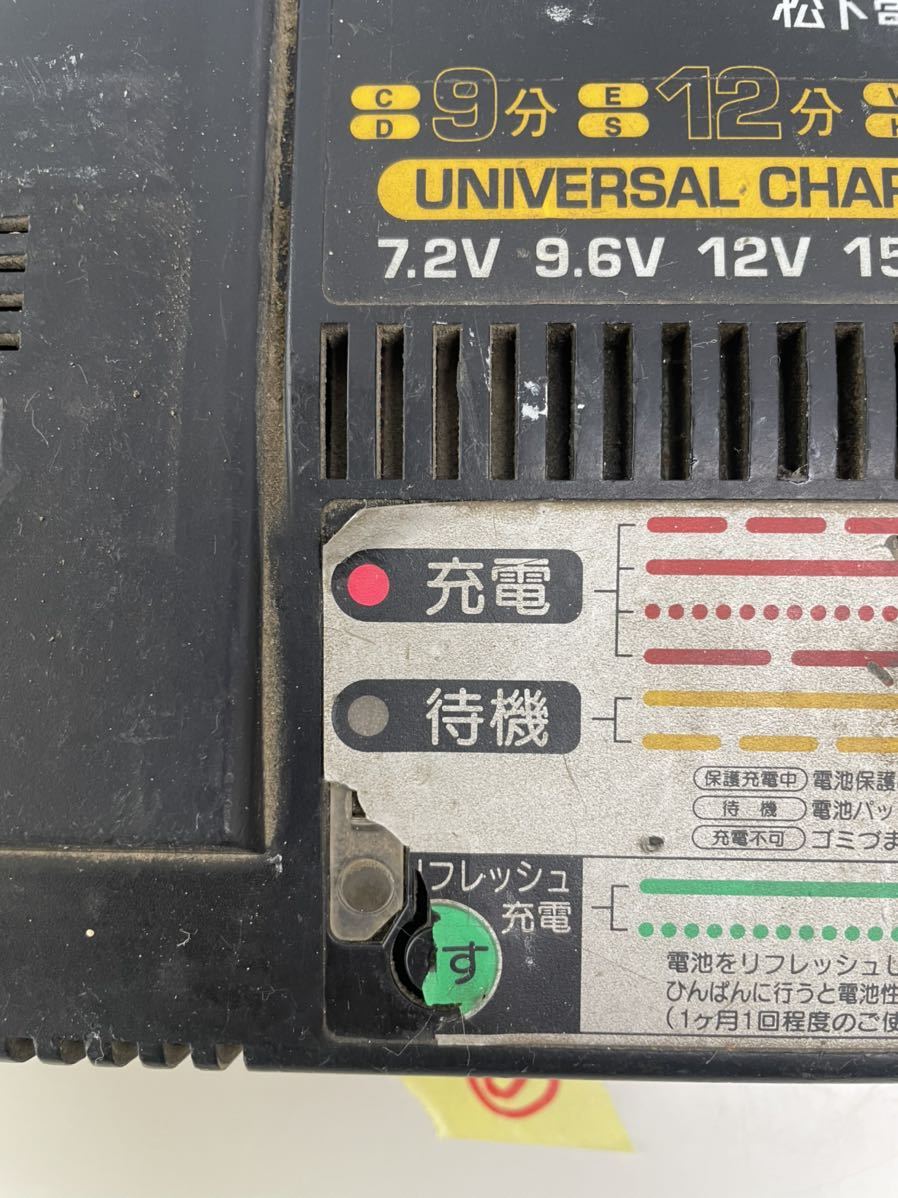 松下電
C D 9分 E S 12分
UNIVERSAL CHAR
7.2V 9.6V 12V 15
充電
待機
保護充電中 電池保護
待機 電池パッ
充電不可 ゴミづま
リフレッシュ
充電
す
電池をリフレッシュし
ひんぱんに行うと電池性
(1ヶ月1回程度のご使